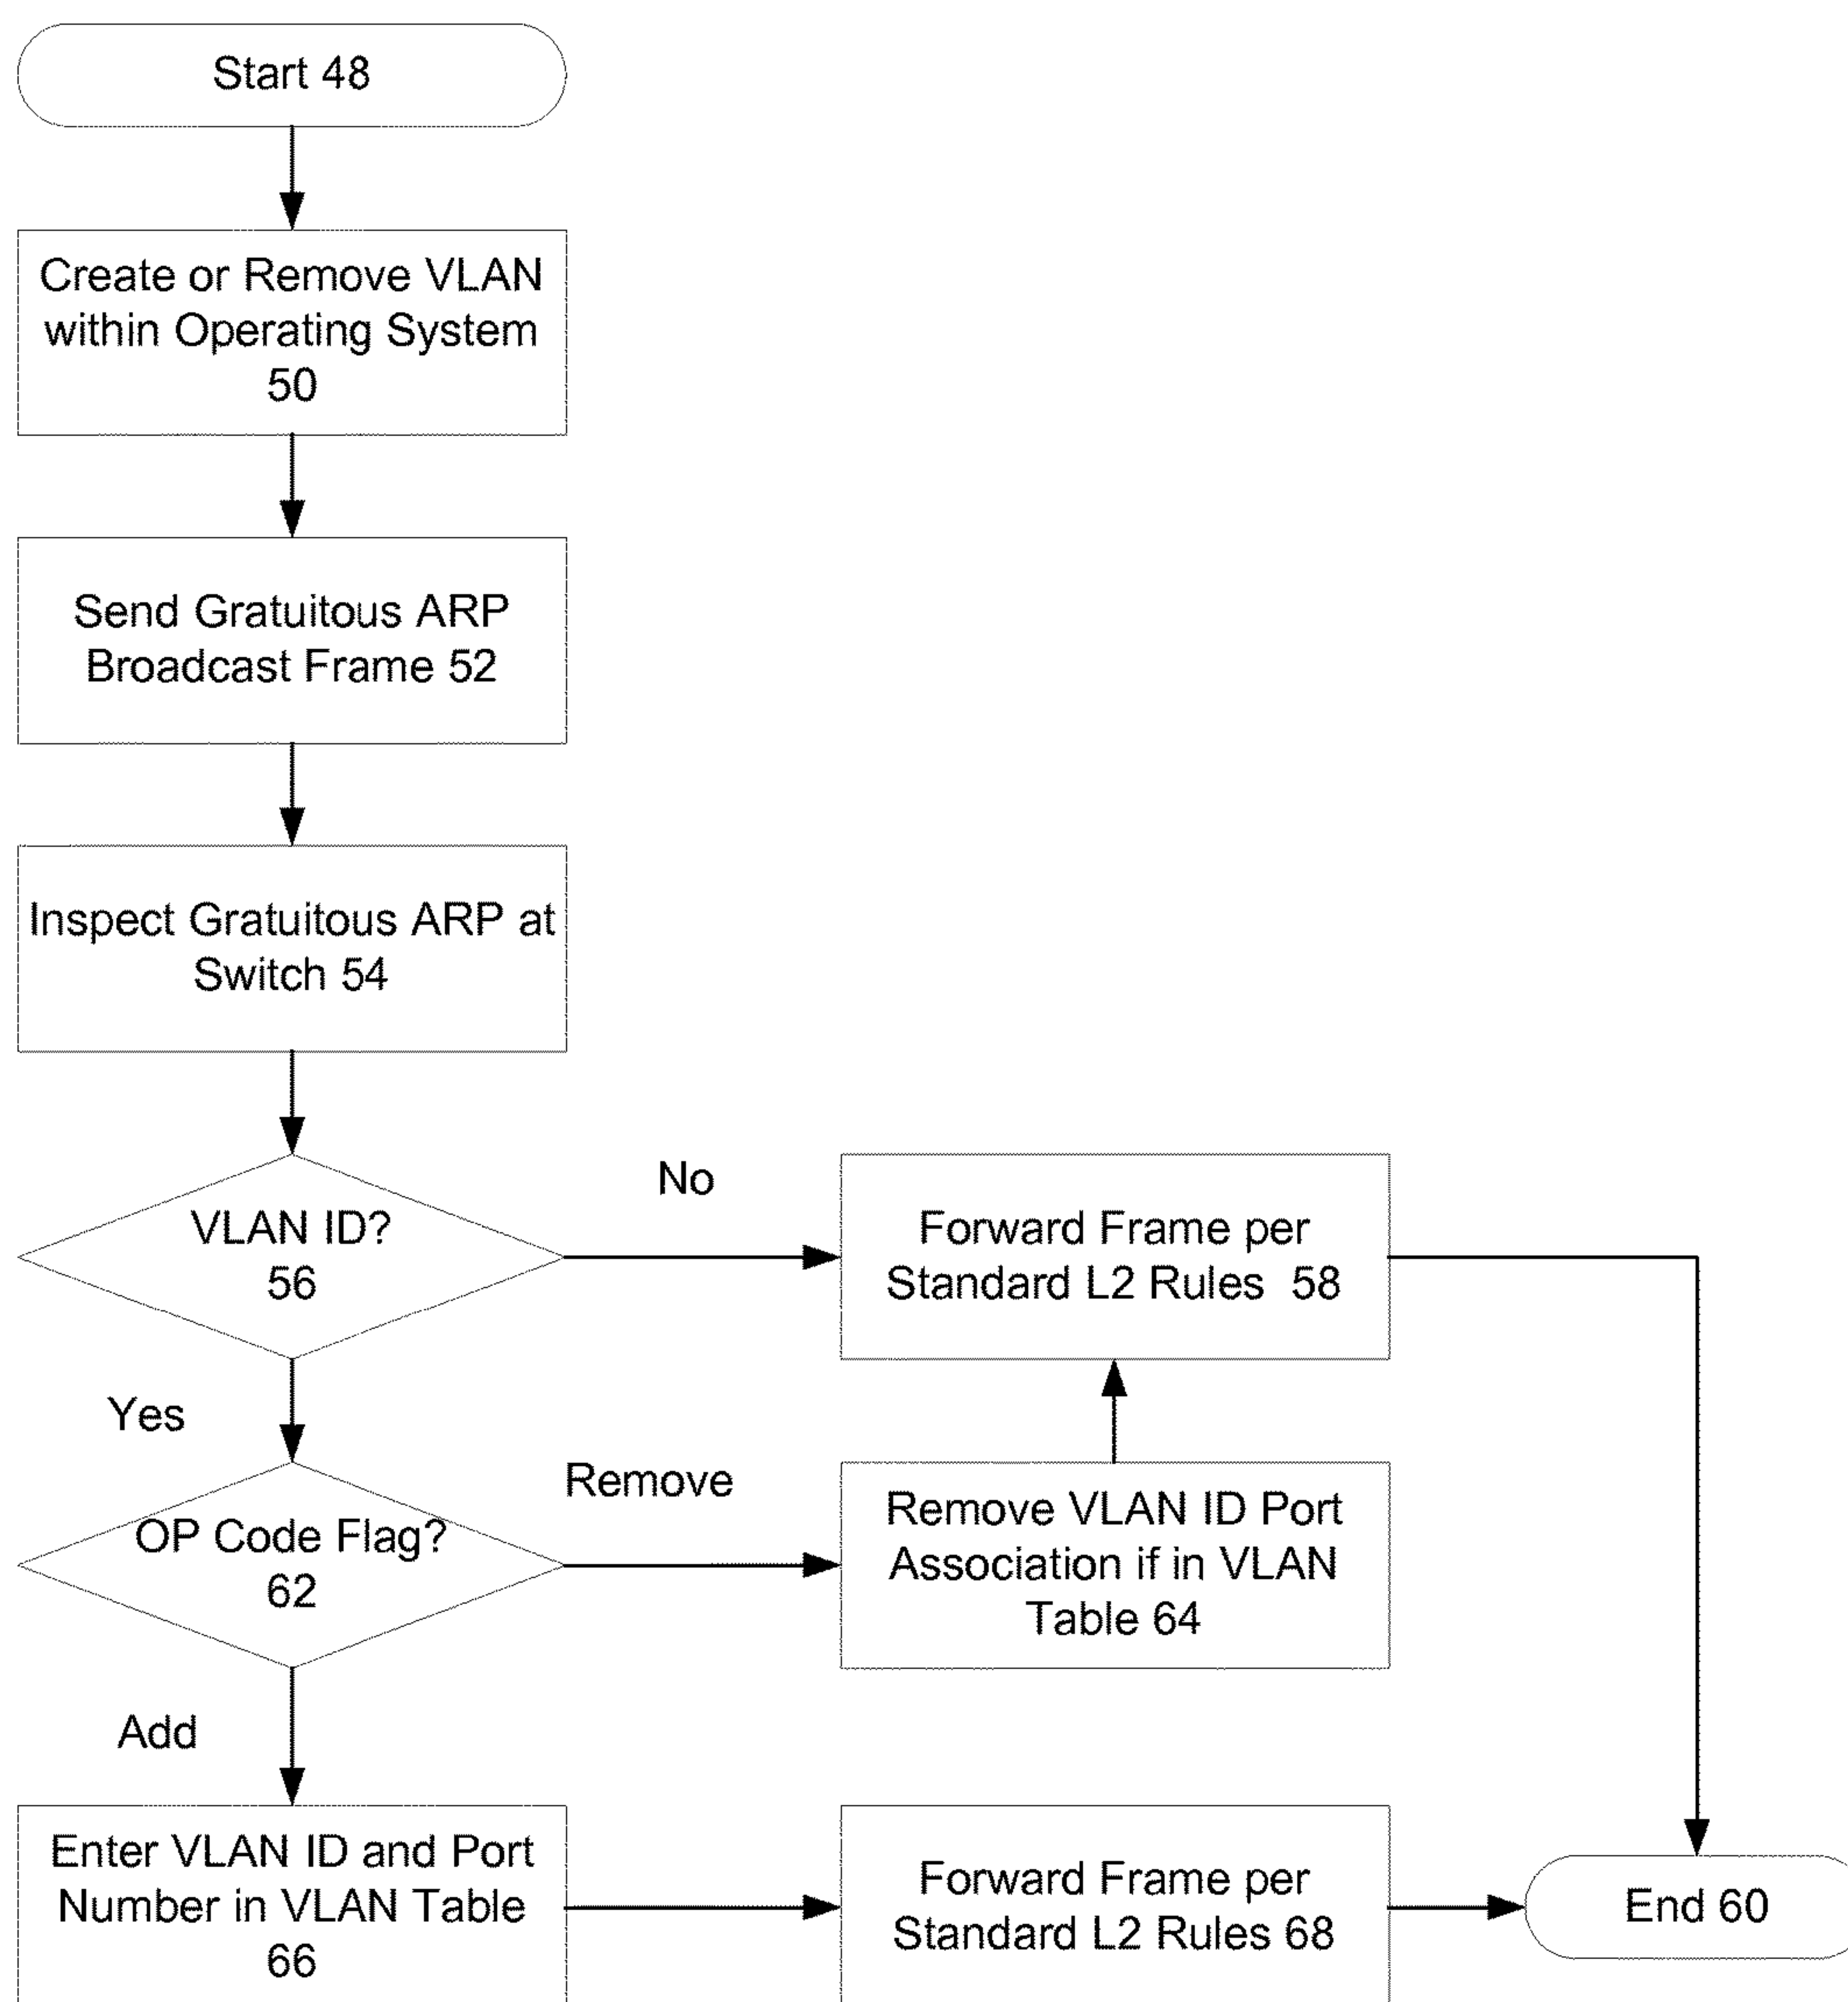 Start 48
Create or Remove VLAN
within Operating System
50
Send Gratuitous ARP
Broadcast Frame 52
Inspect Gratuitous ARP at
Switch 54
VLAN ID?
56
No
Forward Frame per
Standard L2 Rules 58
Yes
OP Code Flag?
62
Remove
Remove VLAN ID Port
Association if in VLAN
Table 64
Add
Enter VLAN ID and Port
Number in VLAN Table
66
Forward Frame per
Standard L2 Rules 68
End 60